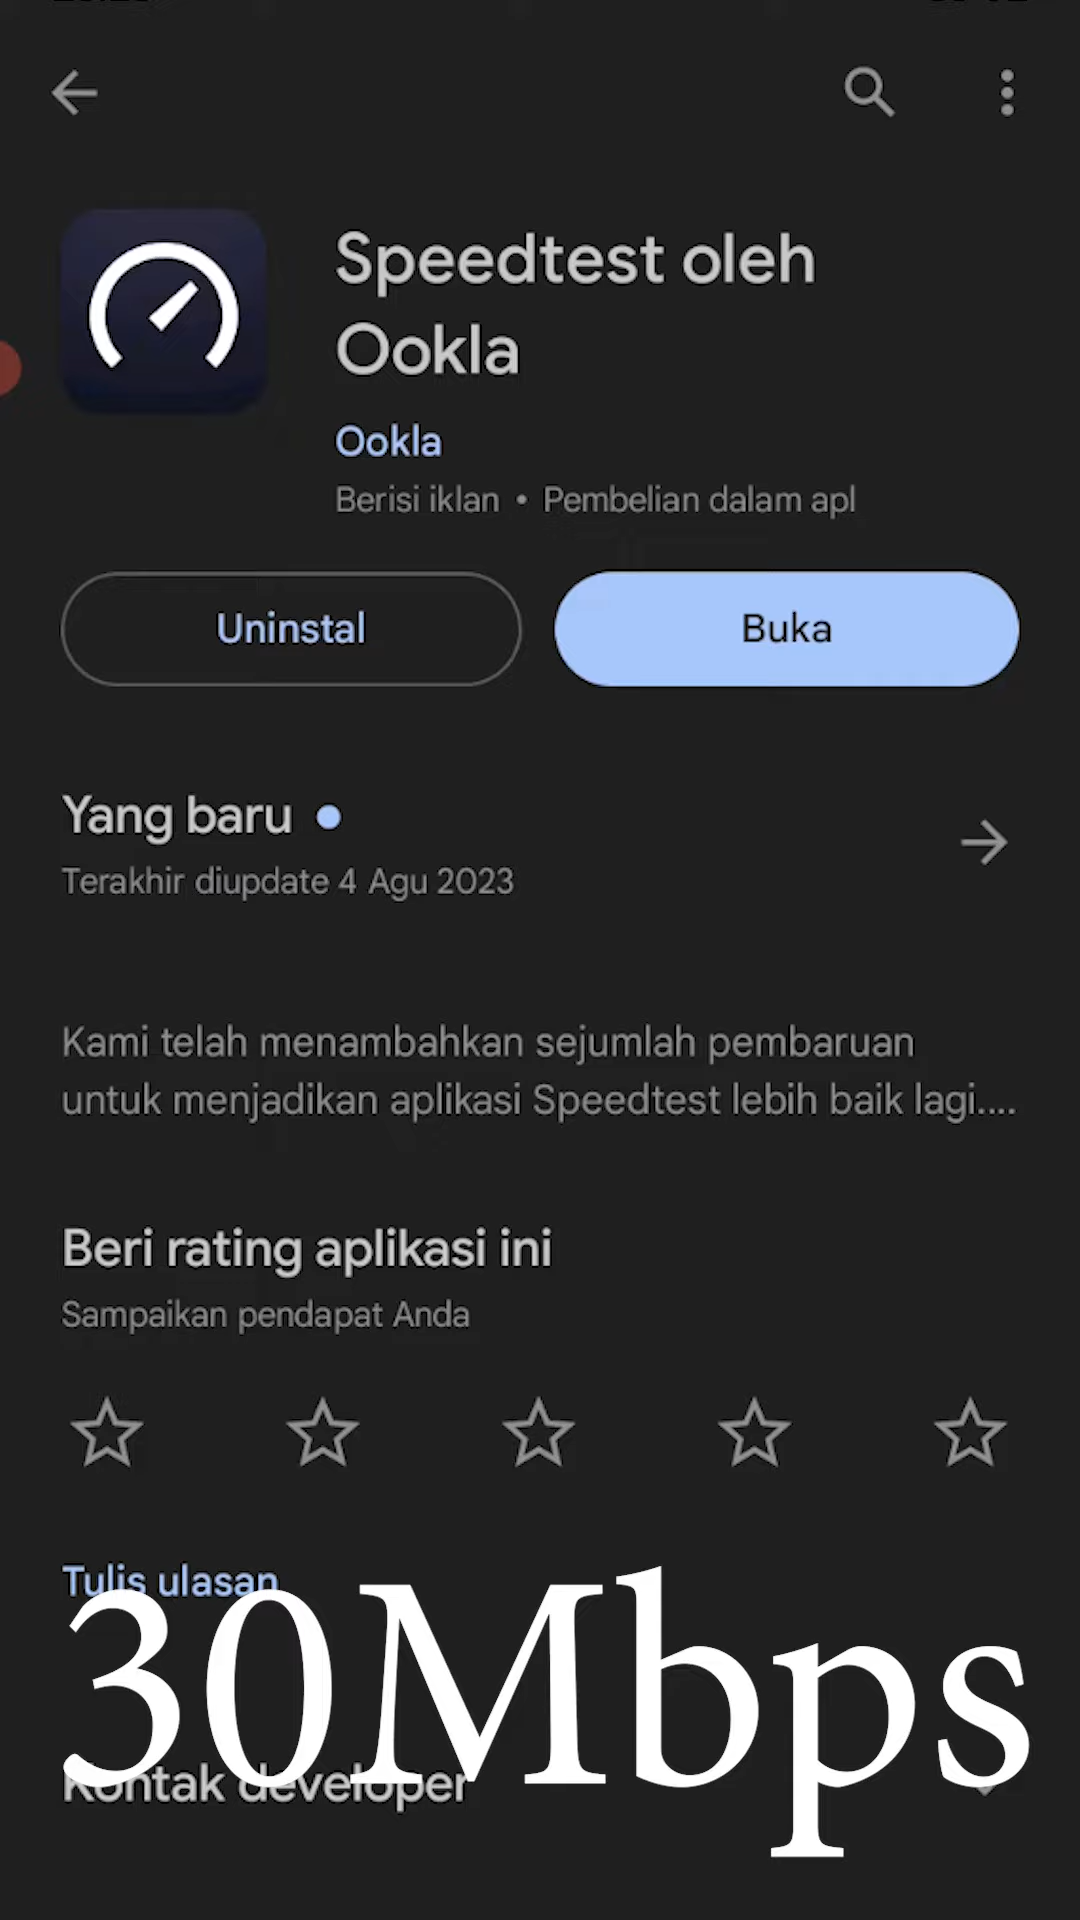 Speedtest oleh
Ookla
Ookla
Berisi iklan • Pembelian dalam apl
Uninstal
Buka
Yang baru
Terakhir diupdate 4 Agu 2023
Kami telah menambahkan sejumlah pembaruan
untuk menjadikan aplikasi Speedtest lebih baik lagi....
Beri rating aplikasi ini
Sampaikan pendapat Anda
Tulis ulasan
30Mbps
Kontak developer